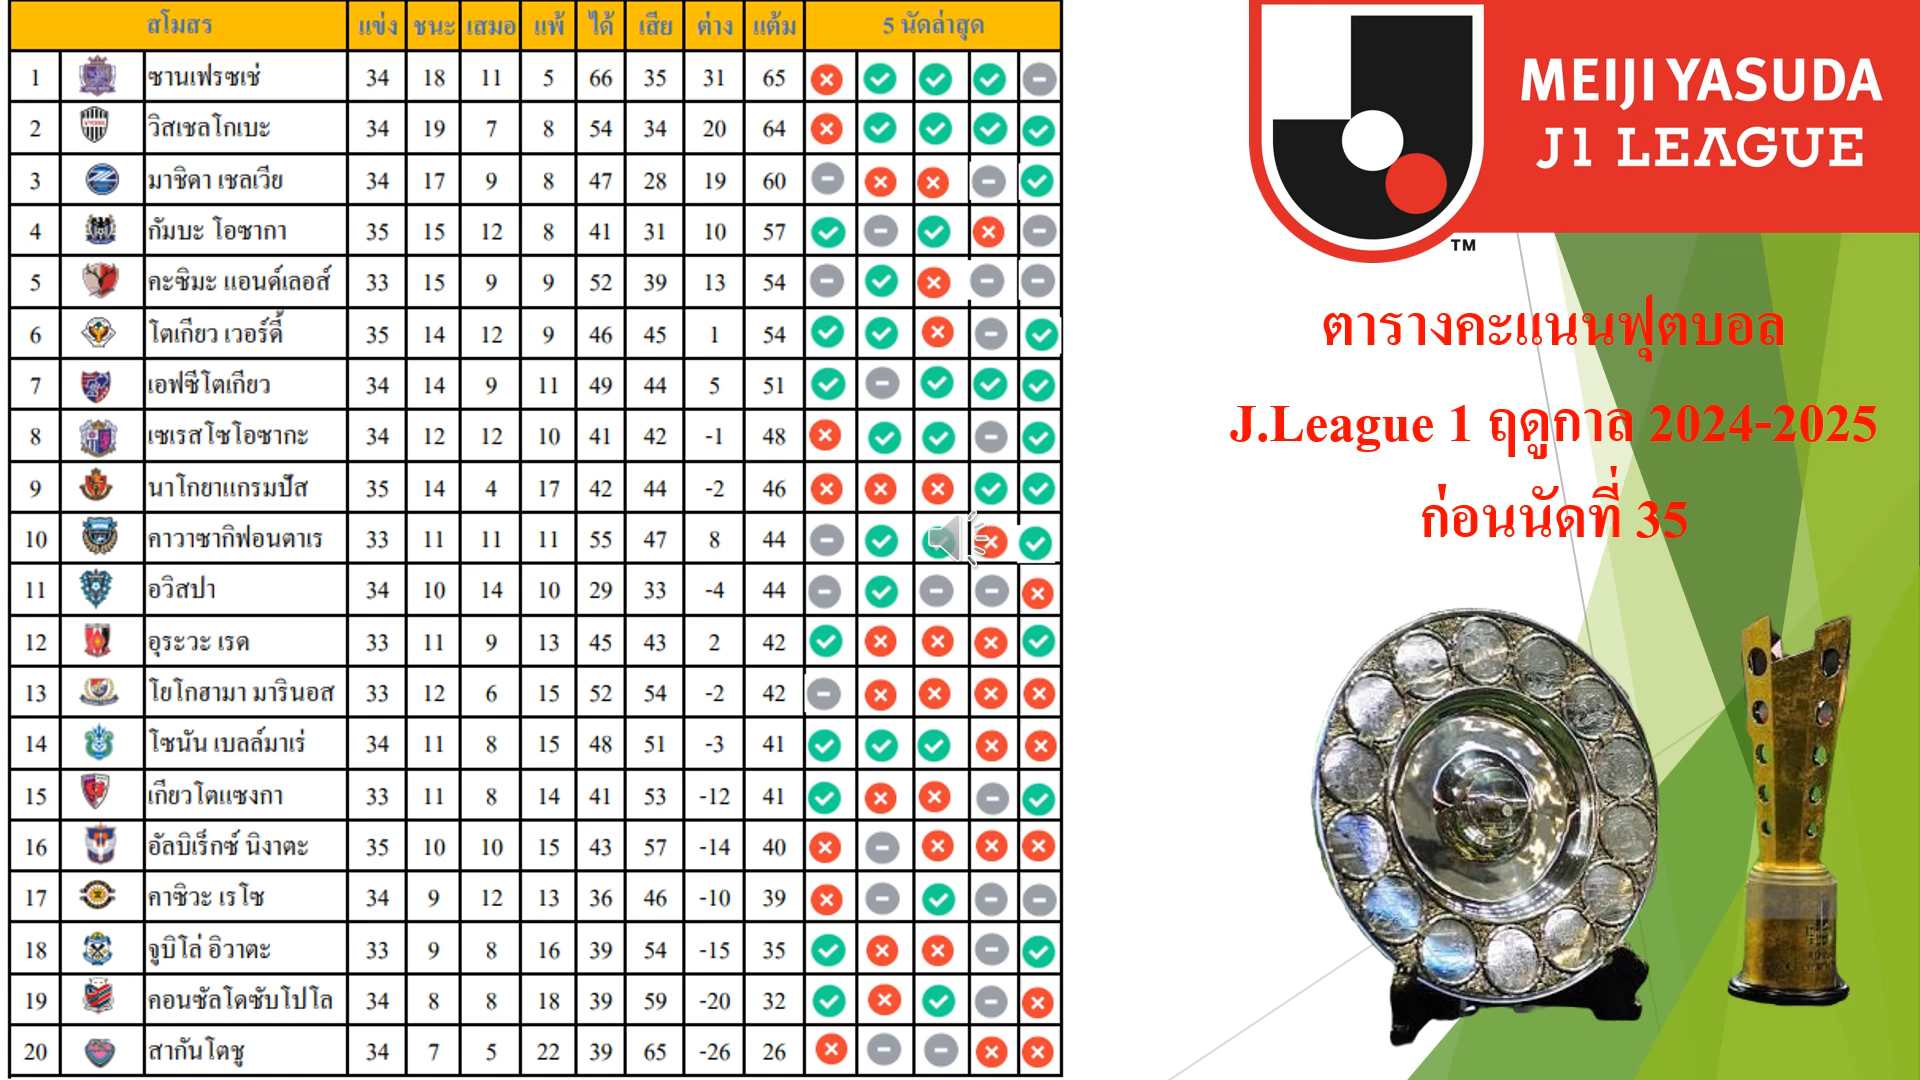 สโมสร แข่ง ชนะ เสมอ แพ้ ได้ เสีย ต่าง แต้ม 5 นัดล่าสุด
1 ซานเฟรซเช่ 34 18 11 5 66 35 31 65
2 วิสเซลโกเบะ 34 19 7 8 54 34 20 64
3 มาชิดา เซลเวีย 34 17 9 8 47 28 19 60
4 กัมบะ โอซากา 35 15 12 8 41 31 10 57
5 คะชิมะ แอนด์เลอส์ 33 15 9 9 52 39 13 54
6 โตเกียว เวอร์ดี้ 35 14 12 9 46 45 1 54
7 เอฟซีโตเกียว 34 14 9 11 49 44 5 51
8 เซเรสโซโอซากะ 34 12 12 10 41 42 -1 48
9 นาโกยาแกรมปัส 35 14 4 17 42 44 -2 46
10 คาวาซากิฟอนตาเร 33 11 11 11 55 47 8 44
11 อวิสปา 34 10 14 10 29 33 -4 44
12 อุระวะ เรด 33 11 9 13 45 43 2 42
13 โยโกฮามา มารินอส 33 12 6 15 52 54 -2 42
14 โชนัน เบลล์มาเร่ 34 11 8 15 48 51 -3 41
15 เกียวโตแซงกา 33 11 8 14 41 53 -12 41
16 อัลบิเร็กซ์ นิงาตะ 35 10 10 15 43 57 -14 40
17 คาชิวะ เรโซ 34 9 12 13 36 46 -10 39
18 จูบิโล่ อิวาตะ 33 9 8 16 39 54 -15 35
19 คอนซัลโดซับโปโล 34 8 8 18 39 59 -20 32
20 สากันโตซุ 34 7 5 22 39 65 -26 26
MEIJI YASUDA
J1 LEAGUE
TM
ตารางคะแนนฟุตบอล
J.League 1 ฤดูกาล 2024-2025
ก่อนนัดที่ 35